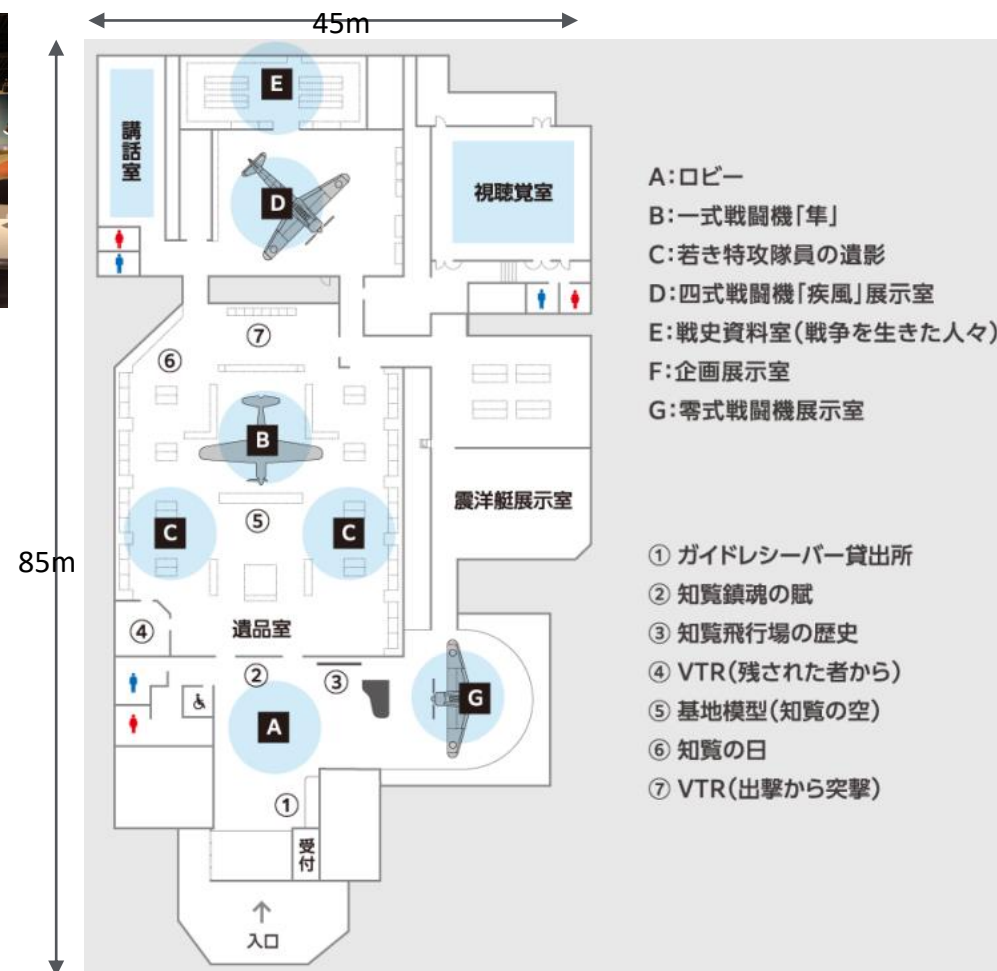 45m
85m
E
講話室
D
視聴覚室
⑦
⑥
B
C
⑤
C
震洋艇展示室
④
遺品室
②
③
A
G
①
受付
↑
入口
A:ロビー
B:一式戦闘機「隼」
C:若き特攻隊員の遺影
D:四式戦闘機「疾風」展示室
E:戦史資料室(戦争を生きた人々)
F:企画展示室
G:零式戦闘機展示室
① ガイドレシーバー貸出所
② 知覧鎮魂の賦
③ 知覧飛行場の歴史
④ VTR(残された者から)
⑤ 基地模型(知覧の空)
⑥ 知覧の日
⑦ VTR(出撃から突撃)